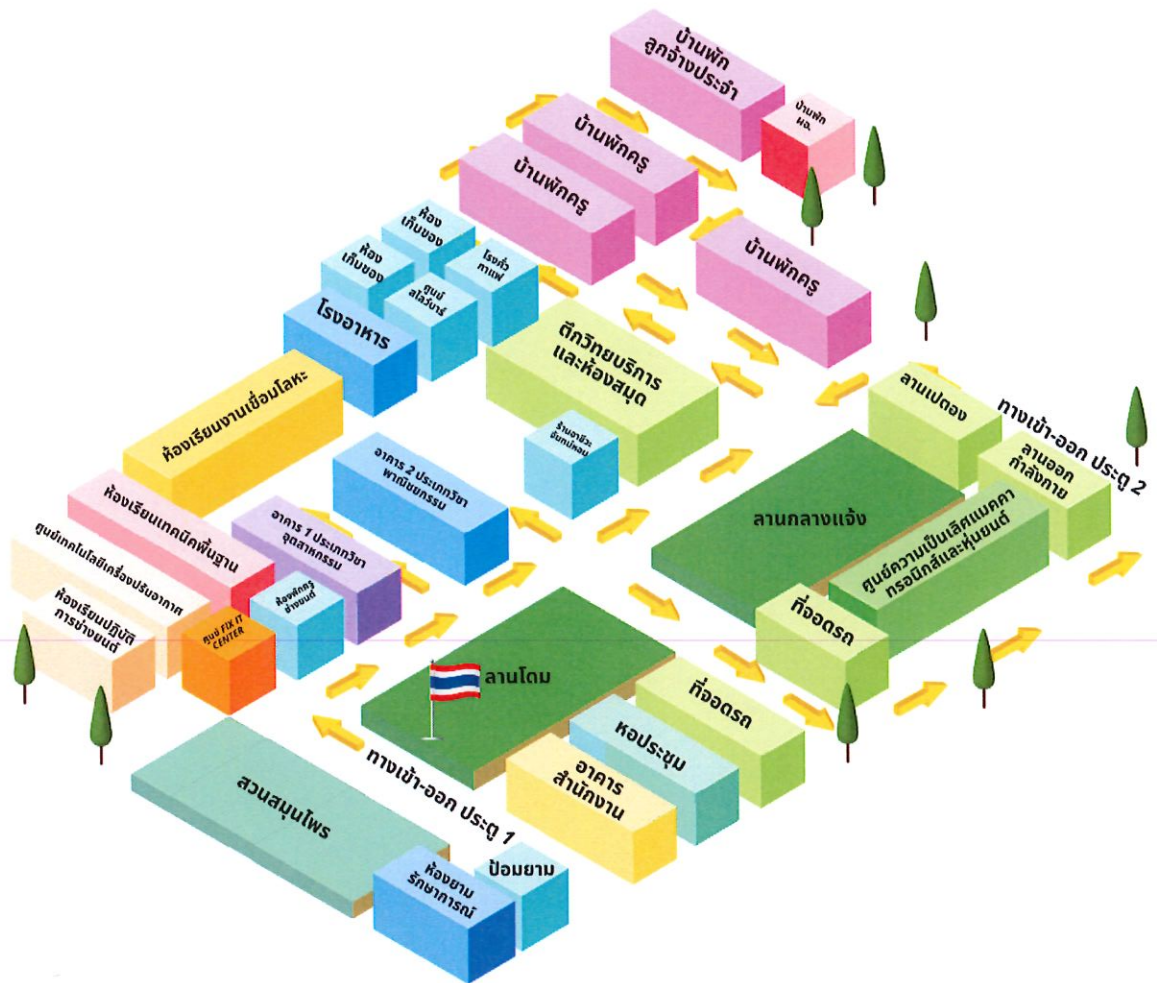 บ้านพัก
ลูกจ้างประจำ
บ้านพัก
ผอ.
บ้านพักครู
บ้านพักครู
บ้านพักครู
ห้อง
เก็บของ
ห้อง
เก็บของ
โรงคั่ว
กาแฟ
ศูนย์
สไลว์บาร์
โรงอาหาร
ตึกวิทยบริการ
และห้องสมุด
ห้องเรียนงานเชื่อมโลหะ
ร้านอาชีวะ
จันทน์หอม
ลานเปตอง
ทางเข้า-ออก ประตู 2
ลานออก
กำลังกาย
อาคาร 2 ประเภทวิชา
พาณิชยกรรม
ลานกลางแจ้ง
ศูนย์ความเป็นเลิศแมคคา
ทรอนิกส์และหุ่นยนต์
ห้องเรียนเทคนิคพื้นฐาน
อาคาร 1 ประเภทวิชา
อุตสาหกรรม
ศูนย์เทคโนโลยีเครื่องปรับอากาศ
ห้องพักครู
ช่างยนต์
ห้องเรียนปฏิบัติ
การช่างยนต์
ศูนย์ FIX IT
CENTER
ที่จอดรถ
ลานโดม
ที่จอดรถ
หอประชุม
อาคาร
สำนักงาน
ทางเข้า-ออก ประตู 1
สวนสมุนไพร
ป้อมยาม
ห้องยาม
รักษาการณ์